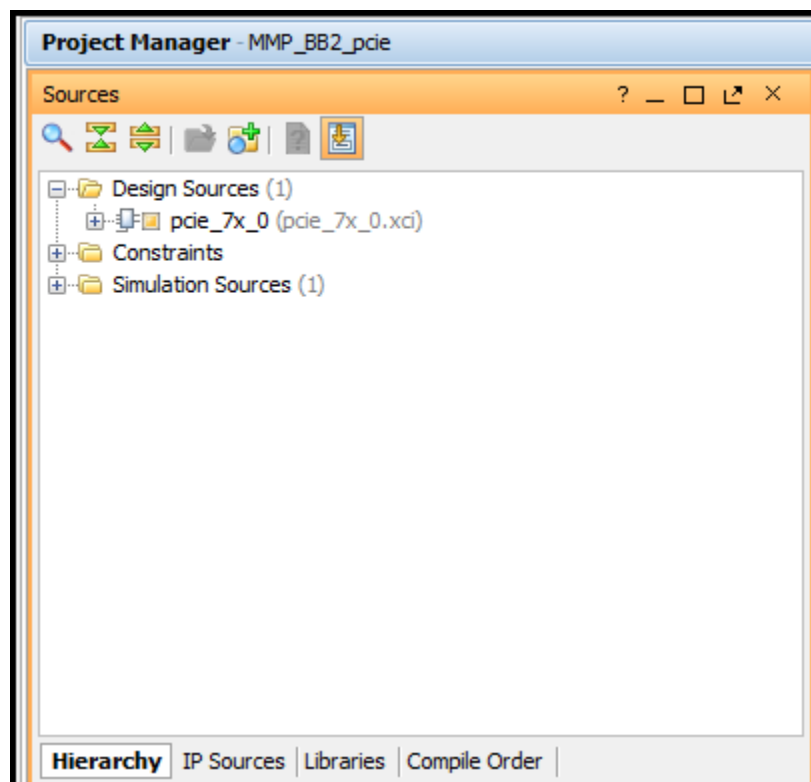 Project Manager - MMP_BB2_pcie
Sources
Design Sources (1)
pcie_7x_0 (pcie_7x_0.xci)
Constraints
Simulation Sources (1)
Hierarchy IP Sources Libraries Compile Order